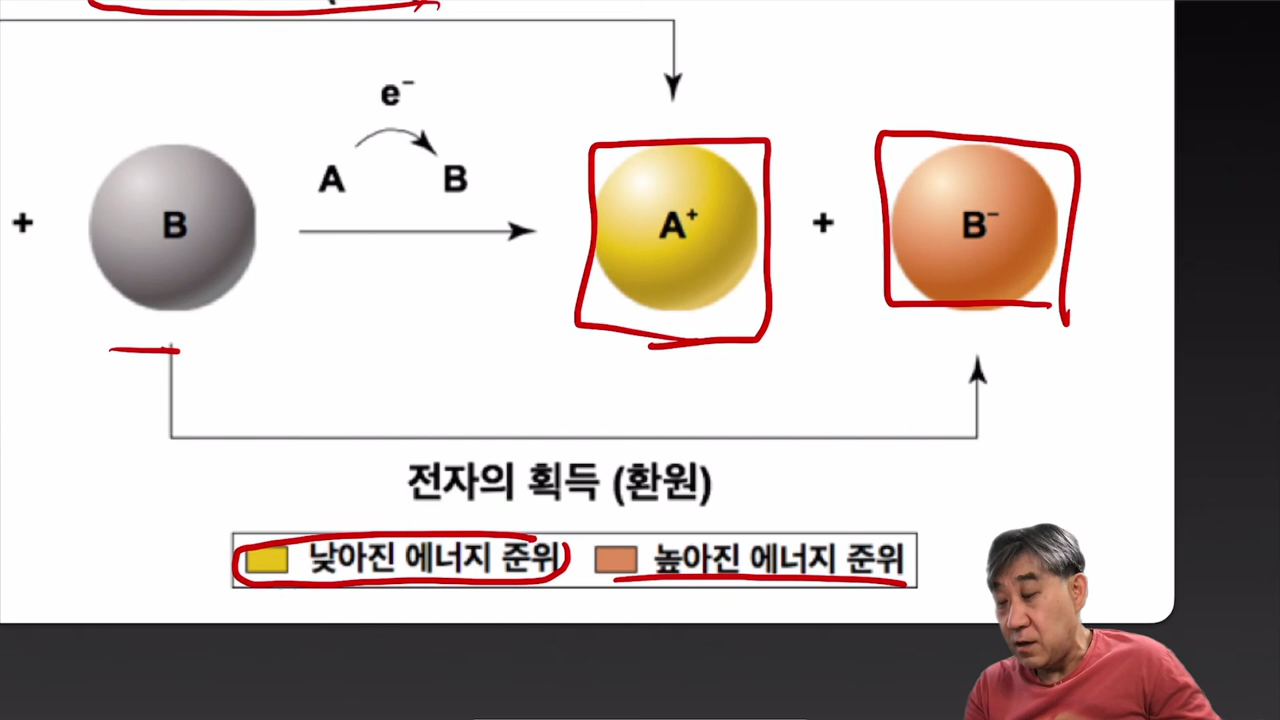 e⁻
A B
+ B A⁺ + B⁻
전자의 획득 (환원)
낮아진 에너지 준위 높아진 에너지 준위